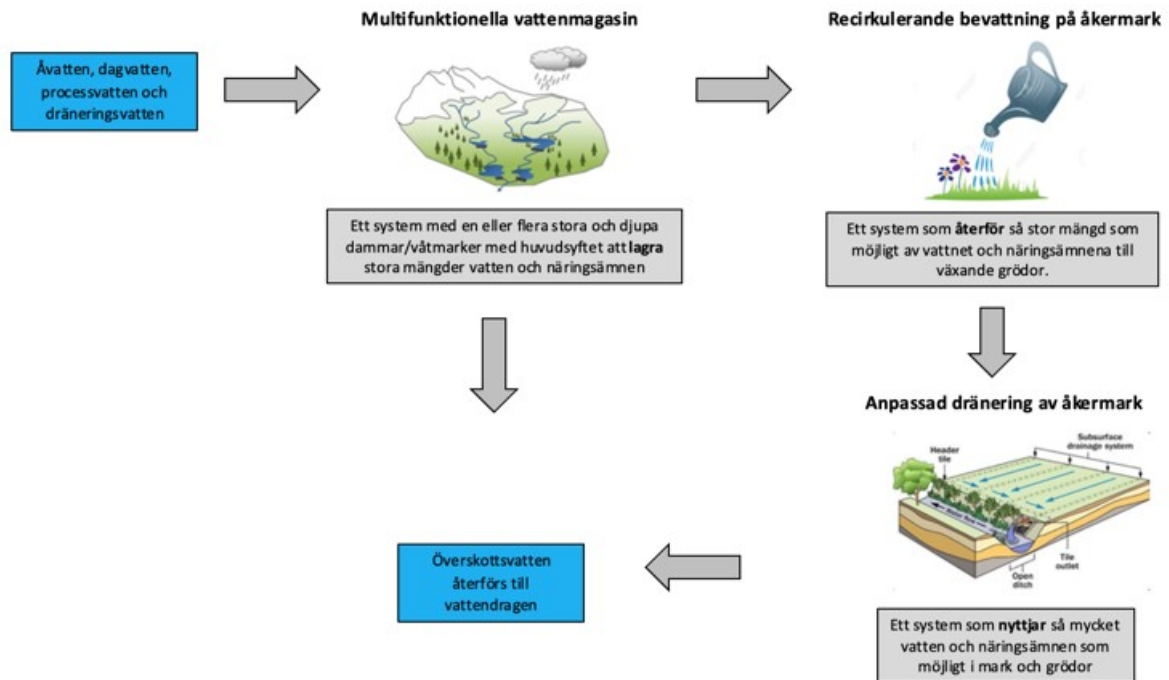 Multifunktionella vattenmagasin
Recirkulerande bevattning på åkermark
Åvatten, dagvatten,
processvatten och
dräneringsvatten
Ett system med en eller flera stora och djupa
dammar/våtmarker med huvudsyftet att lagra
stora mängder vatten och näringsämnen
Ett system som återför så stor mängd som
möjligt av vattnet och näringsämnena till
växande grödor.
Anpassad dränering av åkermark
Subsurface
drainage system
Header
tile
Water flow
Tile
outlet
Open
ditch
Överskottsvatten
återförs till
vattendragen
Ett system som nyttjar så mycket
vatten och näringsämnen som
möjligt i mark och grödor